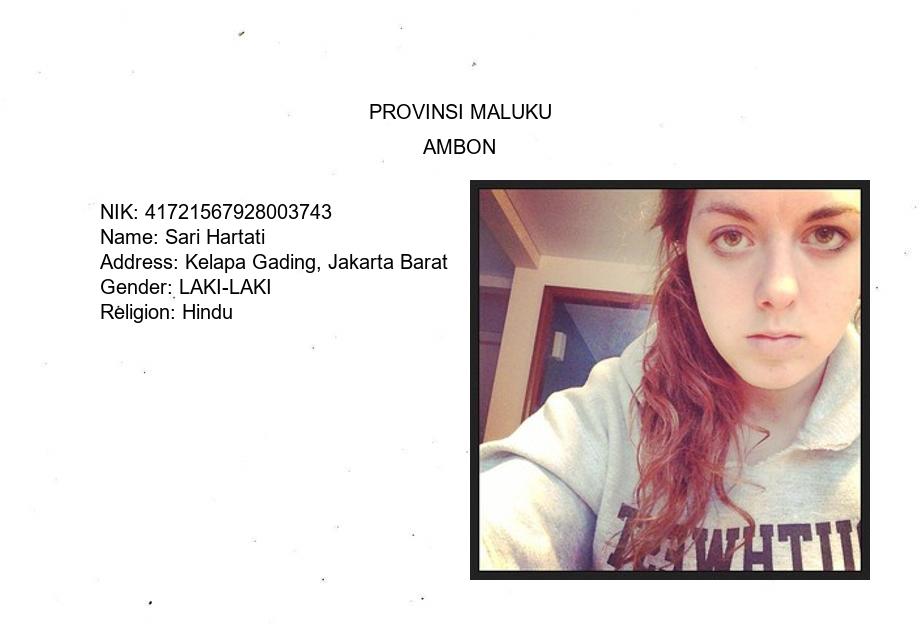 PROVINSI MALUKU
AMBON
NIK: 41721567928003743
Name: Sari Hartati
Address: Kelapa Gading, Jakarta Barat
Gender: LAKI-LAKI
Religion: Hindu